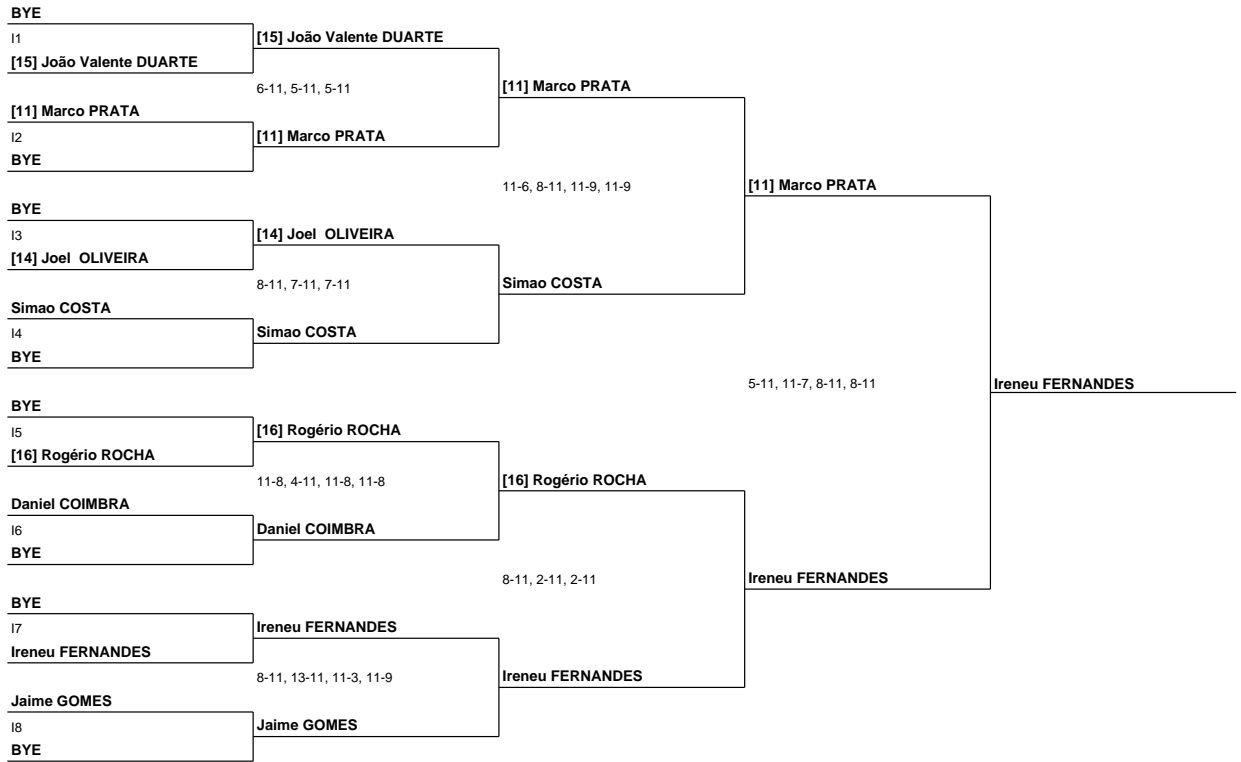 BYE
I1
[15] João Valente DUARTE
[15] João Valente DUARTE
6-11, 5-11, 5-11
[11] Marco PRATA
[11] Marco PRATA
I2
[11] Marco PRATA
BYE
11-6, 8-11, 11-9, 11-9
[11] Marco PRATA
BYE
I3
[14] Joel  OLIVEIRA
[14] Joel  OLIVEIRA
8-11, 7-11, 7-11
Simao COSTA
Simao COSTA
I4
Simao COSTA
BYE
5-11, 11-7, 8-11, 8-11
Ireneu FERNANDES
BYE
I5
[16] Rogério ROCHA
[16] Rogério ROCHA
11-8, 4-11, 11-8, 11-8
[16] Rogério ROCHA
Daniel COIMBRA
I6
Daniel COIMBRA
BYE
8-11, 2-11, 2-11
Ireneu FERNANDES
BYE
I7
Ireneu FERNANDES
Ireneu FERNANDES
8-11, 13-11, 11-3, 11-9
Ireneu FERNANDES
Jaime GOMES
I8
Jaime GOMES
BYE